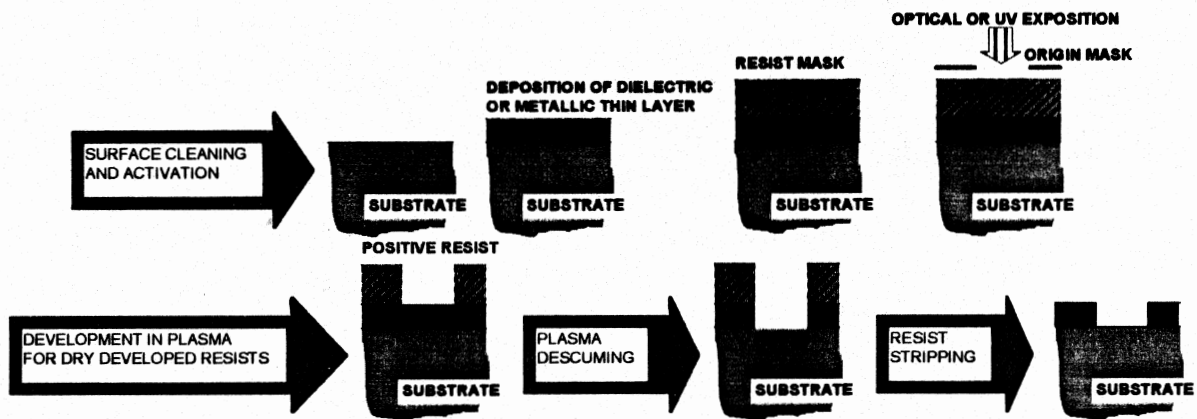 OPTICAL OR UV EXPOSITION
ORIGIN MASK
RESIST MASK
DEPOSITION OF DIELECTRIC
OR METALLIC THIN LAYER
SURFACE CLEANING
AND ACTIVATION
SUBSTRATE
SUBSTRATE
SUBSTRATE
SUBSTRATE
POSITIVE RESIST
DEVELOPMENT IN PLASMA
FOR DRY DEVELOPED RESISTS
PLASMA
DESCUMING
RESIST
STRIPPING
SUBSTRATE
SUBSTRATE
SUBSTRATE